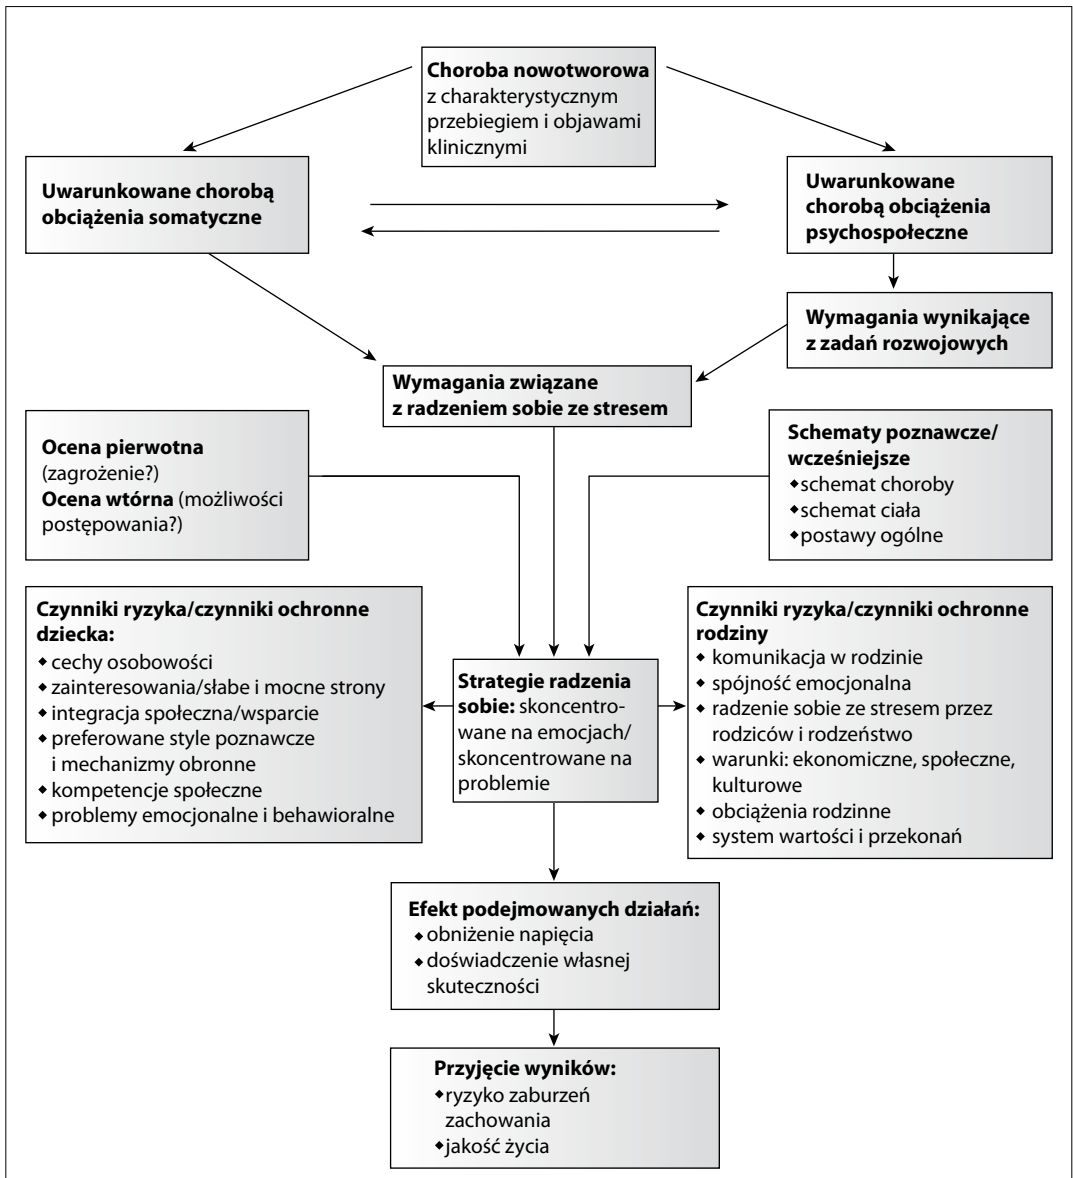 Choroba nowotworowa
z charakterystycznym
przebiegiem i objawami
klinicznymi
Uwarunkowane chorobą
obciążenia somatyczne
Uwarunkowane
chorobą obciążenia
psychospołeczne
Wymagania wynikające
z zadań rozwojowych
Wymagania związane
z radzeniem sobie ze stresem
Ocena pierwotna
(zagrożenie?)
Ocena wtórna (możliwości
postępowania?)
Schematy poznawcze/
wcześniejsze
◆schemat choroby
◆schemat ciała
◆postawy ogólne
Czynniki ryzyka/czynniki ochronne
dziecka:
◆ cechy osobowości
◆ zainteresowania/słabe i mocne strony
◆ integracja społeczna/wsparcie
◆ preferowane style poznawcze
i mechanizmy obronne
◆ kompetencje społeczne
◆ problemy emocjonalne i behawioralne
Strategie radzenia
sobie: skoncentro-
wane na emocjach/
skoncentrowane na
problemie
Czynniki ryzyka/czynniki ochronne
rodziny
◆ komunikacja w rodzinie
◆ spójność emocjonalna
◆ radzenie sobie ze stresem przez
rodziców i rodzeństwo
◆ warunki: ekonomiczne, społeczne,
kulturowe
◆ obciążenia rodzinne
◆ system wartości i przekonań
Efekt podejmowanych działań:
◆ obniżenie napięcia
◆ doświadczenie własnej
skuteczności
Przyjęcie wyników:
◆ryzyko zaburzeń
zachowania
◆jakość życia